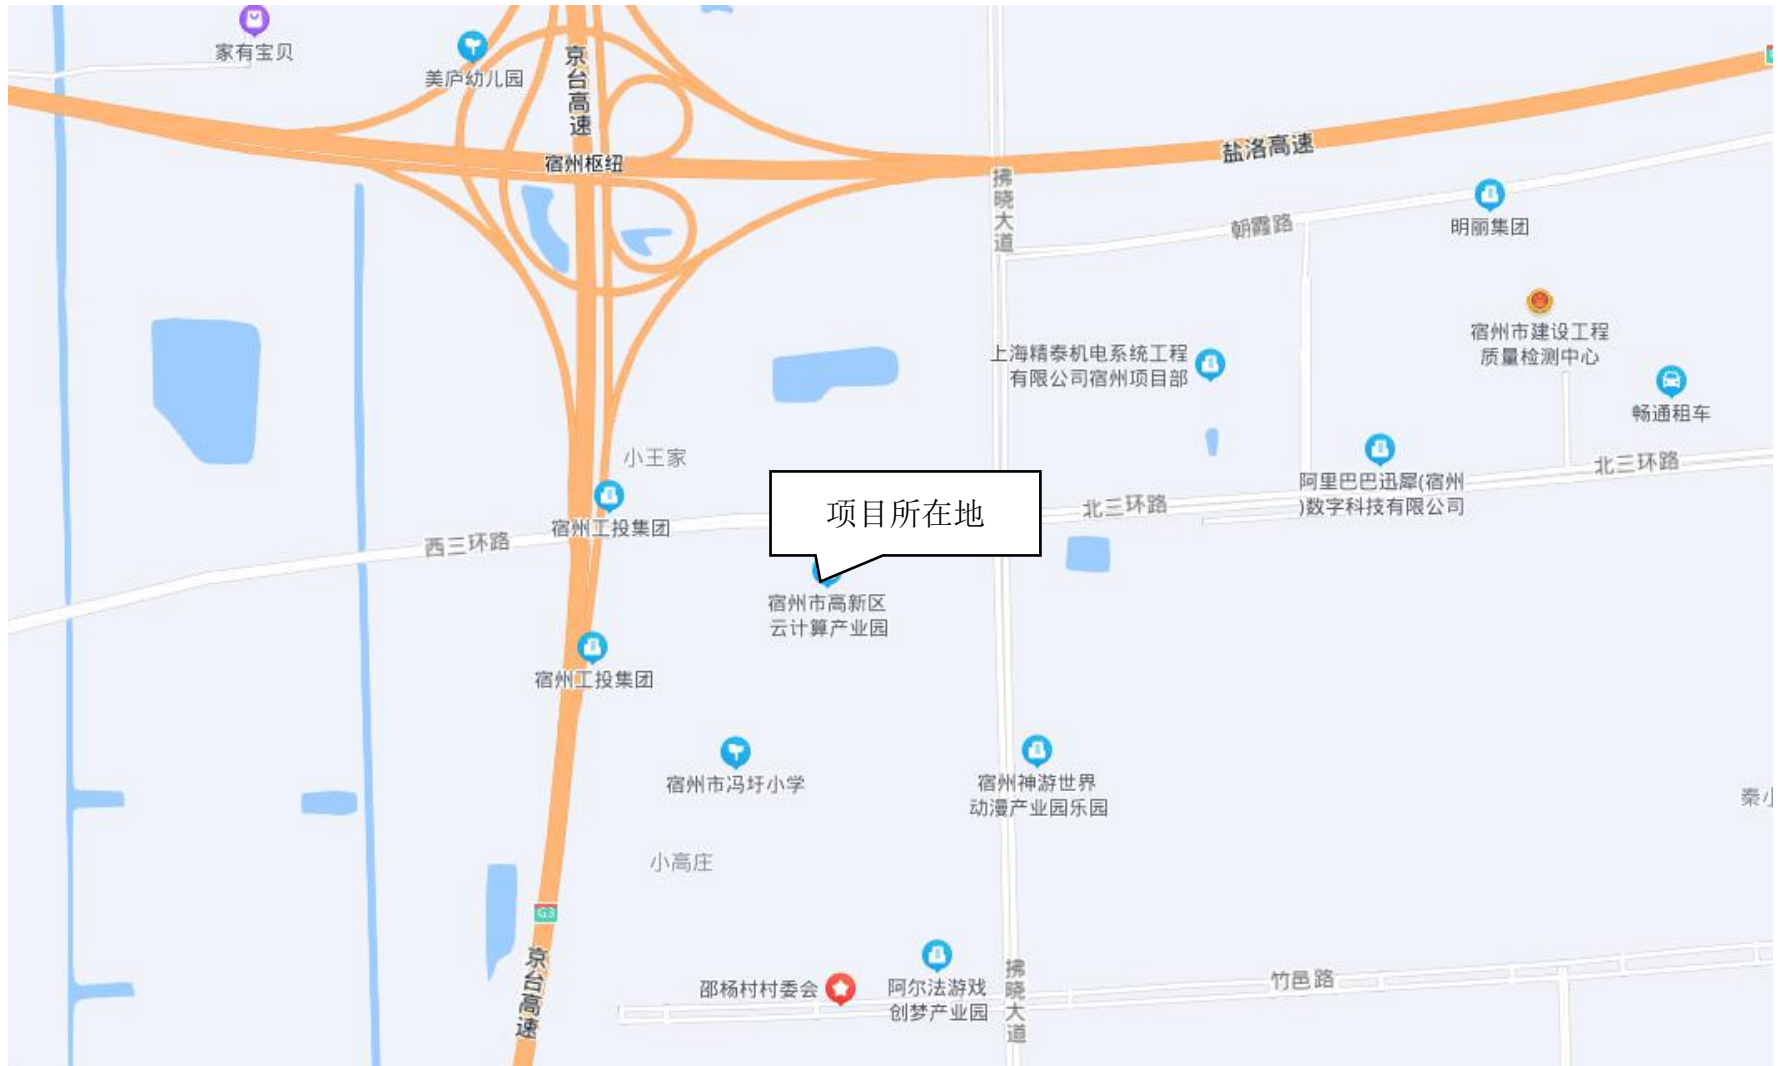 家有宝贝
美庐幼儿园
京台高速
宿州枢纽
盐洛高速
拂晓大道
朝霞路
明丽集团
宿州市建设工程
质量检测中心
上海精泰机电系统工程
有限公司宿州项目部
畅通租车
小王家
北三环路
阿里巴巴迅犀(宿州
)数字科技有限公司
项目所在地
北三环路
宿州工投集团
西三环路
宿州市高新区
云计算产业园
宿州工投集团
宿州市冯圩小学
宿州神游世界
动漫产业园乐园
秦小
小高庄
G3
京台高速
邵杨村村委会
阿尔法游戏
创梦产业园
拂晓大道
竹邑路